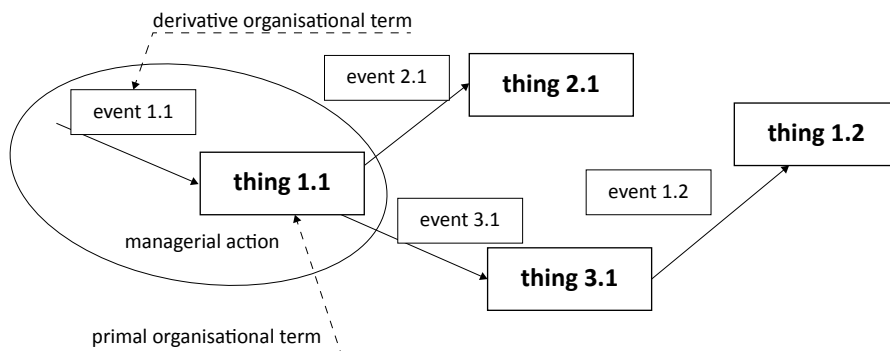 derivative organisational term
event 2.1
thing 2.1
event 1.1
thing 1.2
thing 1.1
event 1.2
event 3.1
managerial action
thing 3.1
primal organisational term